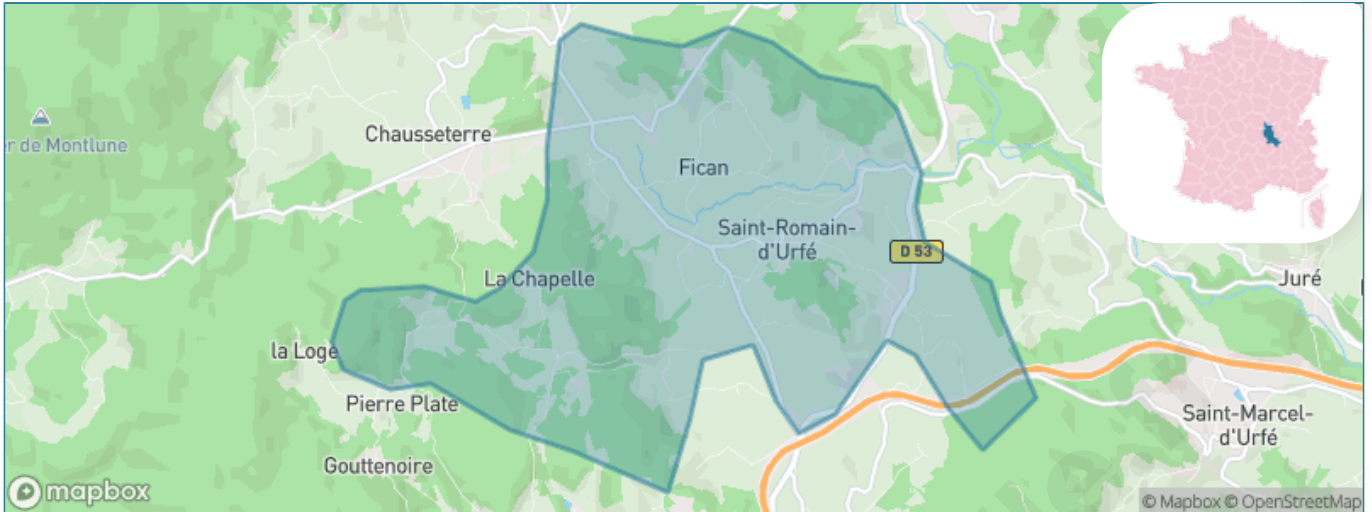 Chausseterre
er de Montlune
Fican
Saint-Romain-
d'Urfé
D 53
La Chapelle
Juré
la Loge
Pierre Plate
Saint-Marcel-
d'Urfé
Gouttenoire
mapbox
© Mapbox © OpenStreetMap